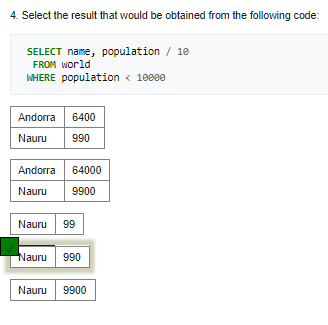 4. Select the result that would be obtained from the following code:
SELECT name, population / 10
FROM world
WHERE population < 10000
Andorra 6400
Nauru 990
Andorra 64000
Nauru 9900
Nauru 99
Nauru 990
Nauru 9900